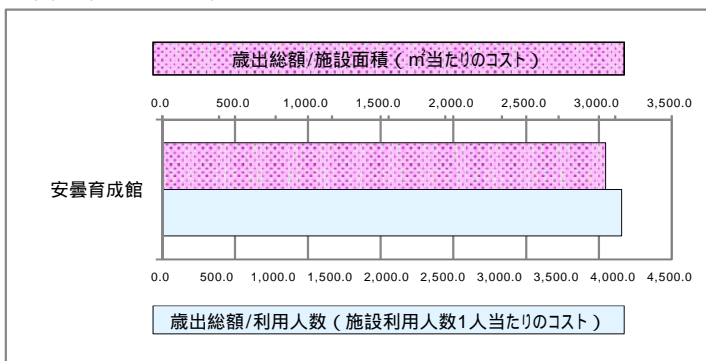 歳出総額/施設面積(㎡当たりのコスト)
0.0 500.0 1,000.0 1,500.0 2,000.0 2,500.0 3,000.0 3,500.0
安曇育成館
0.0 500.0 1,000.0 1,500.0 2,000.0 2,500.0 3,000.0 3,500.0 4,000.0 4,500.0
歳出総額/利用人数(施設利用人数1人当たりのコスト)